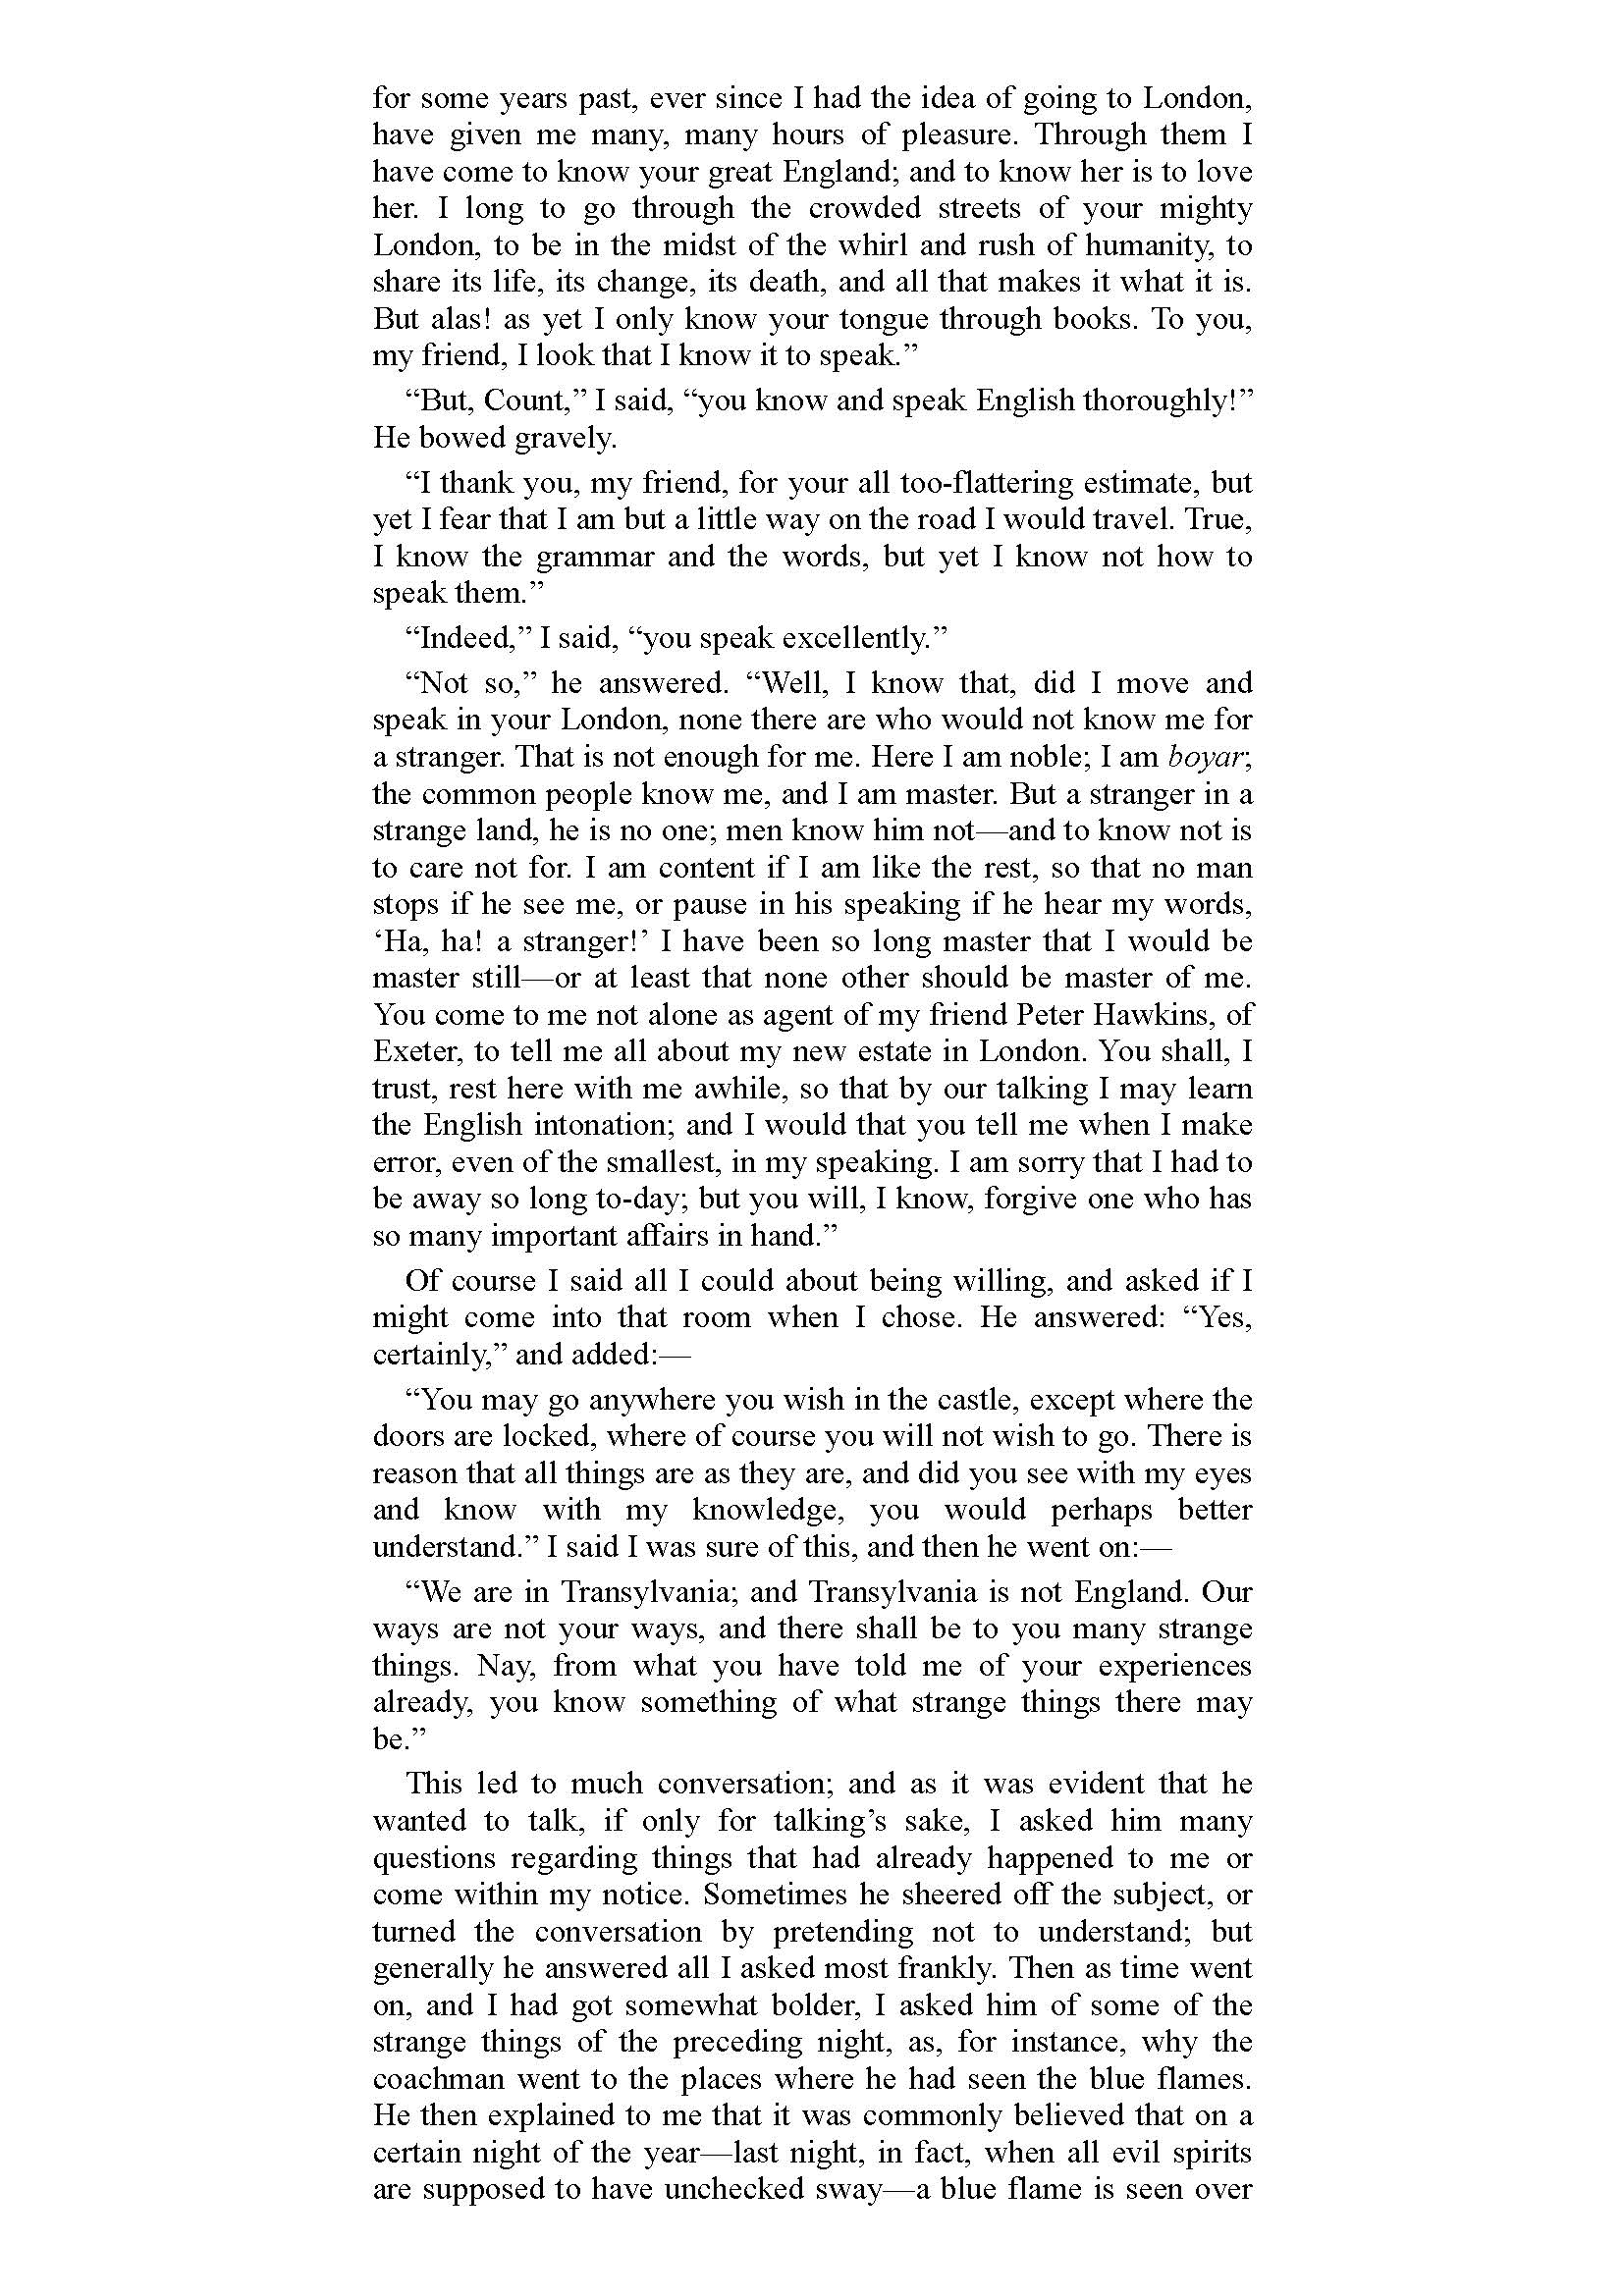 for some years past, ever since I had the idea of going to London,
have given me many, many hours of pleasure. Through them I
have come to know your great England; and to know her is to love
her. I long to go through the crowded streets of your mighty
London, to be in the midst of the whirl and rush of humanity, to
share its life, its change, its death, and all that makes it what it is.
But alas! as yet I only know your tongue through books. To you,
my friend, I look that I know it to speak.”
“But, Count,” I said, “you know and speak English thoroughly!”
He bowed gravely.
“I thank you, my friend, for your all too-flattering estimate, but
yet I fear that I am but a little way on the road I would travel. True,
I know the grammar and the words, but yet I know not how to
speak them.”
“Indeed,” I said, “you speak excellently.”
“Not so,” he answered. “Well, I know that, did I move and
speak in your London, none there are who would not know me for
a stranger. That is not enough for me. Here I am noble; I am boyar;
the common people know me, and I am master. But a stranger in a
strange land, he is no one; men know him not—and to know not is
to care not for. I am content if I am like the rest, so that no man
stops if he see me, or pause in his speaking if he hear my words,
‘Ha, ha! a stranger!’ I have been so long master that I would be
master still—or at least that none other should be master of me.
You come to me not alone as agent of my friend Peter Hawkins, of
Exeter, to tell me all about my new estate in London. You shall, I
trust, rest here with me awhile, so that by our talking I may learn
the English intonation; and I would that you tell me when I make
error, even of the smallest, in my speaking. I am sorry that I had to
be away so long to-day; but you will, I know, forgive one who has
so many important affairs in hand.”
Of course I said all I could about being willing, and asked if I
might come into that room when I chose. He answered: “Yes,
certainly,” and added:—
“You may go anywhere you wish in the castle, except where the
doors are locked, where of course you will not wish to go. There is
reason that all things are as they are, and did you see with my eyes
and know with my knowledge, you would perhaps better
understand.” I said I was sure of this, and then he went on:—
“We are in Transylvania; and Transylvania is not England. Our
ways are not your ways, and there shall be to you many strange
things. Nay, from what you have told me of your experiences
already, you know something of what strange things there may
be.”
This led to much conversation; and as it was evident that he
wanted to talk, if only for talking’s sake, I asked him many
questions regarding things that had already happened to me or
come within my notice. Sometimes he sheered off the subject, or
turned the conversation by pretending not to understand; but
generally he answered all I asked most frankly. Then as time went
on, and I had got somewhat bolder, I asked him of some of the
strange things of the preceding night, as, for instance, why the
coachman went to the places where he had seen the blue flames.
He then explained to me that it was commonly believed that on a
certain night of the year—last night, in fact, when all evil spirits
are supposed to have unchecked sway—a blue flame is seen over